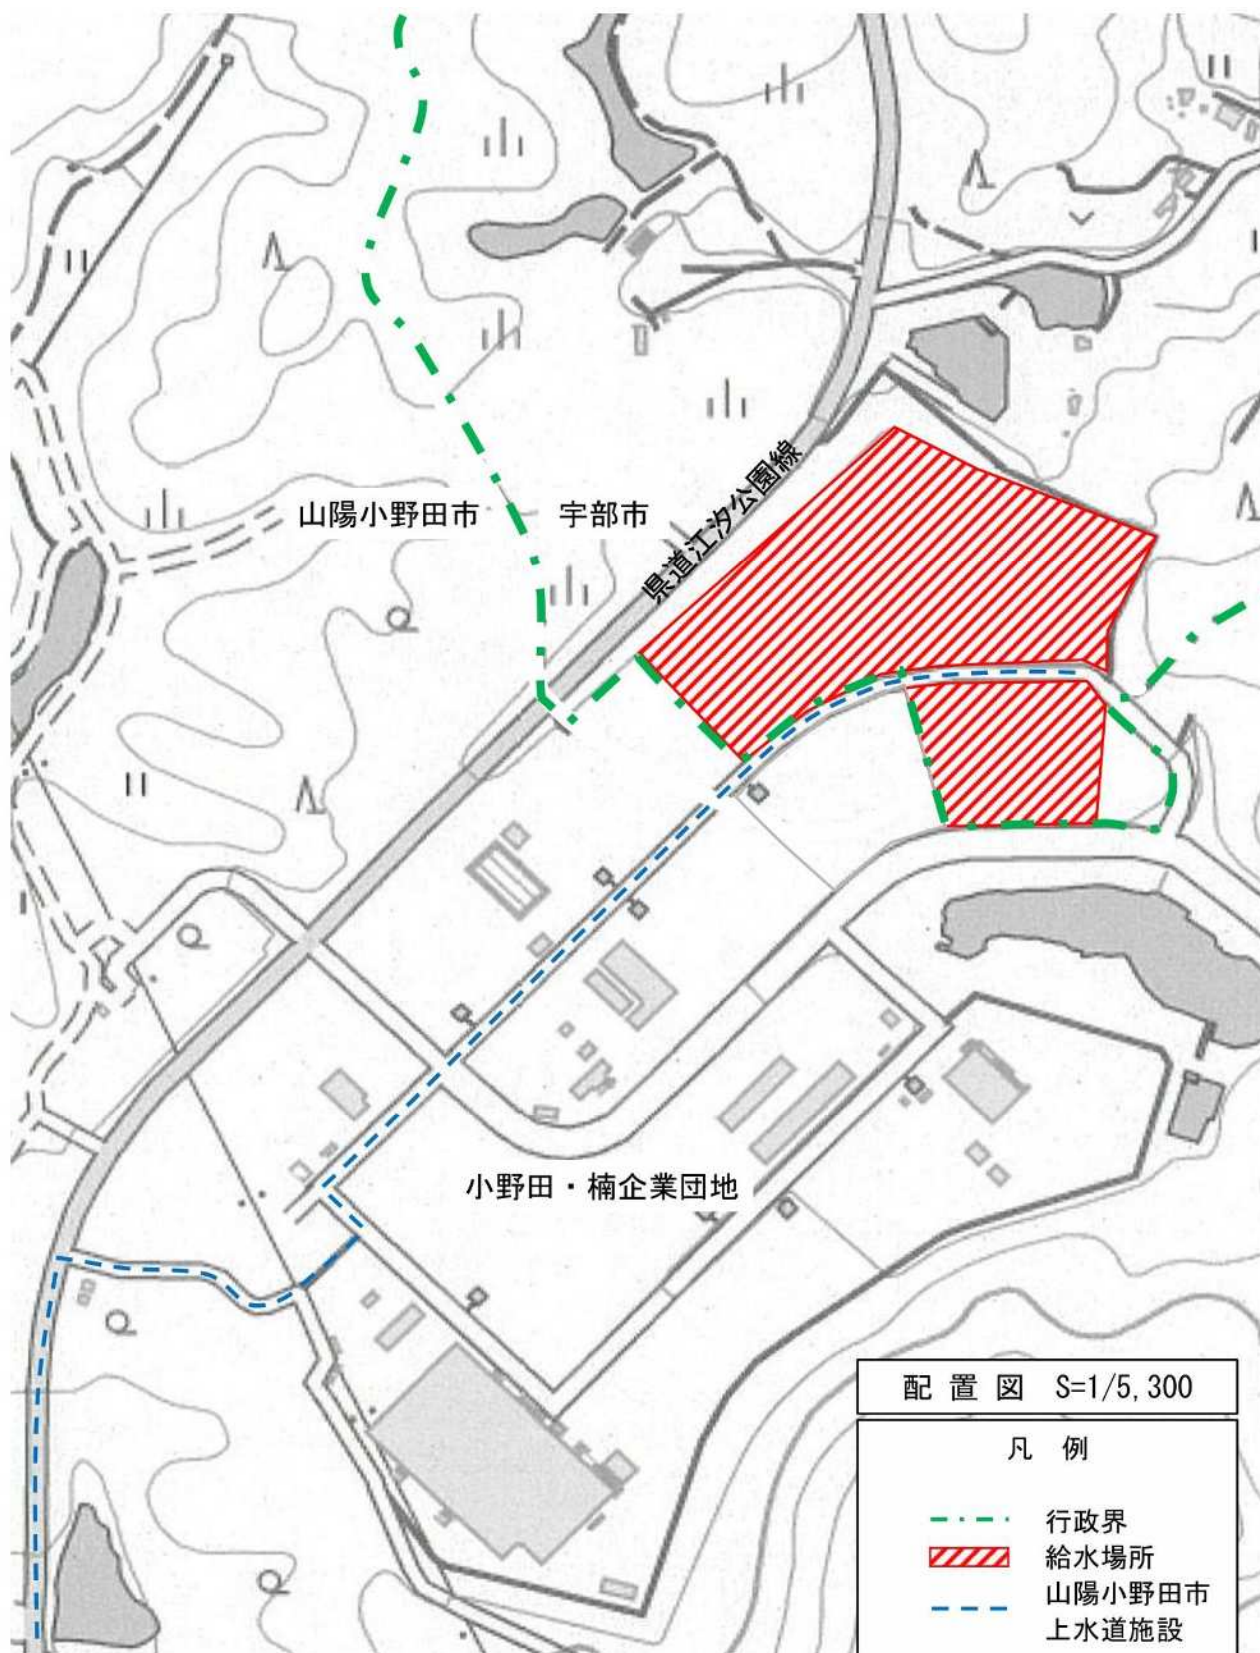 山陽小野田市
宇部市
県道江汐公園線
小野田・楠企業団地
配置図 S=1/5,300
凡例
行政界
給水場所
山陽小野田市
上水道施設